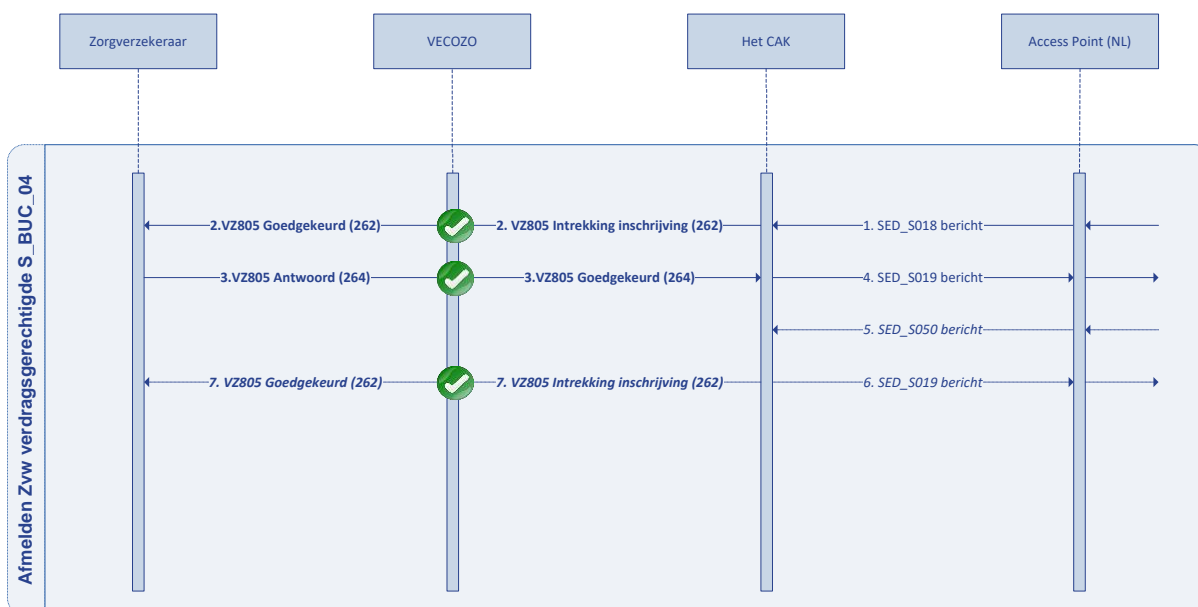 Zorgverzekeraar
VECOZO
Het CAK
Access Point (NL)
Afmelden Zvw verdragsgerechtigde S_BUC_04
2.VZ805 Goedgekeurd (262)
2. VZ805 Intrekking inschrijving (262)
1. SED_S018 bericht
3.VZ805 Antwoord (264)
3.VZ805 Goedgekeurd (264)
4. SED_S019 bericht
5. SED_S050 bericht
7. VZ805 Goedgekeurd (262)
7. VZ805 Intrekking inschrijving (262)
6. SED_S019 bericht